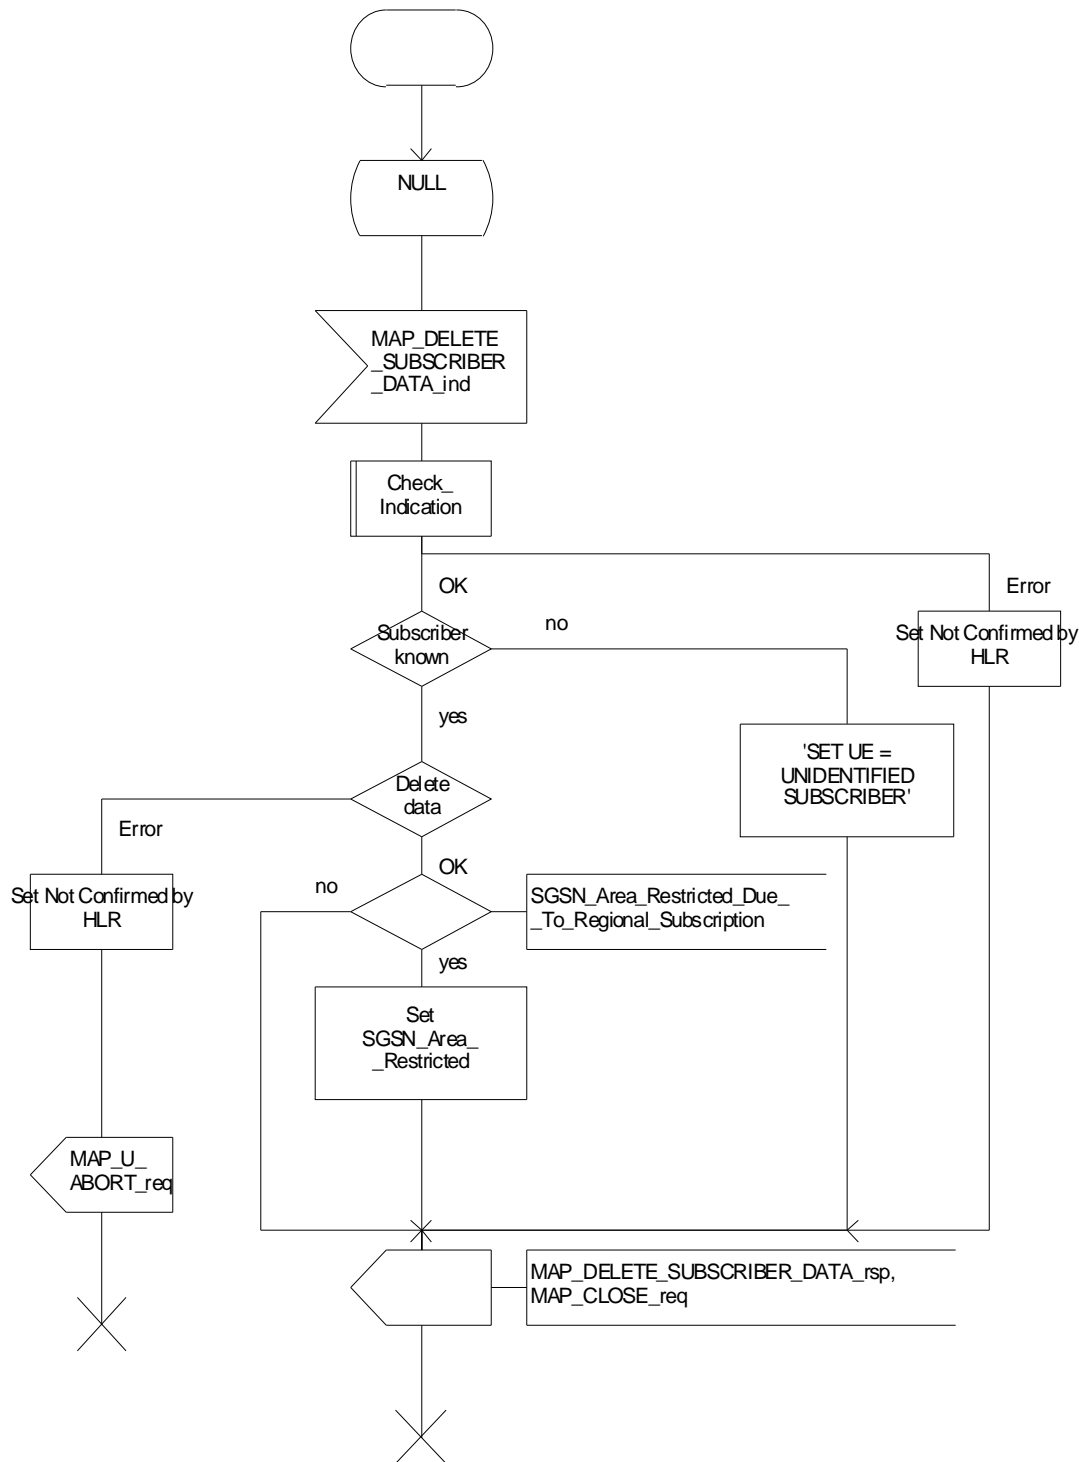 NULL
MAP_DELETE
_SUBSCRIBER
_DATA_ind
Check_
Indication
OK
Error
Subscriber
known
no
Set Not Confirmed by
HLR
yes
'SET UE =
UNIDENTIFIED
SUBSCRIBER'
Delete
data
Error
OK
Set Not Confirmed by
HLR
no
SGSN_Area_Restricted_Due_
_To_Regional_Subscription
yes
Set
SGSN_Area_
_Restricted
MAP_U_
ABORT_req
MAP_DELETE_SUBSCRIBER_DATA_rsp,
MAP_CLOSE_req